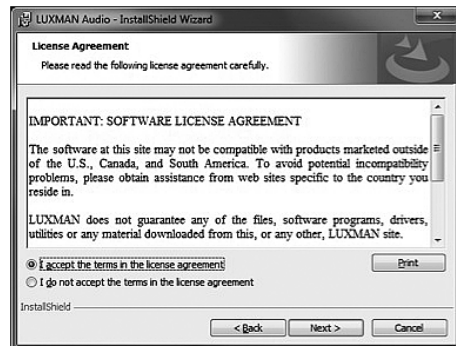 LUXMAN Audio - InstallShield Wizard
License Agreement
Please read the following license agreement carefully.
IMPORTANT: SOFTWARE LICENSE AGREEMENT
The software at this site may not be compatible with products marketed outside
of the U.S., Canada, and South America. To avoid potential incompatibility
problems, please obtain assistance from web sites specific to the country you
reside in.
LUXMAN does not guarantee any of the files, software programs, drivers,
utilities or any material downloaded from this, or any other, LUXMAN site.
I accept the terms in the license agreement
Print
I do not accept the terms in the license agreement
InstallShield
< Back
Next >
Cancel